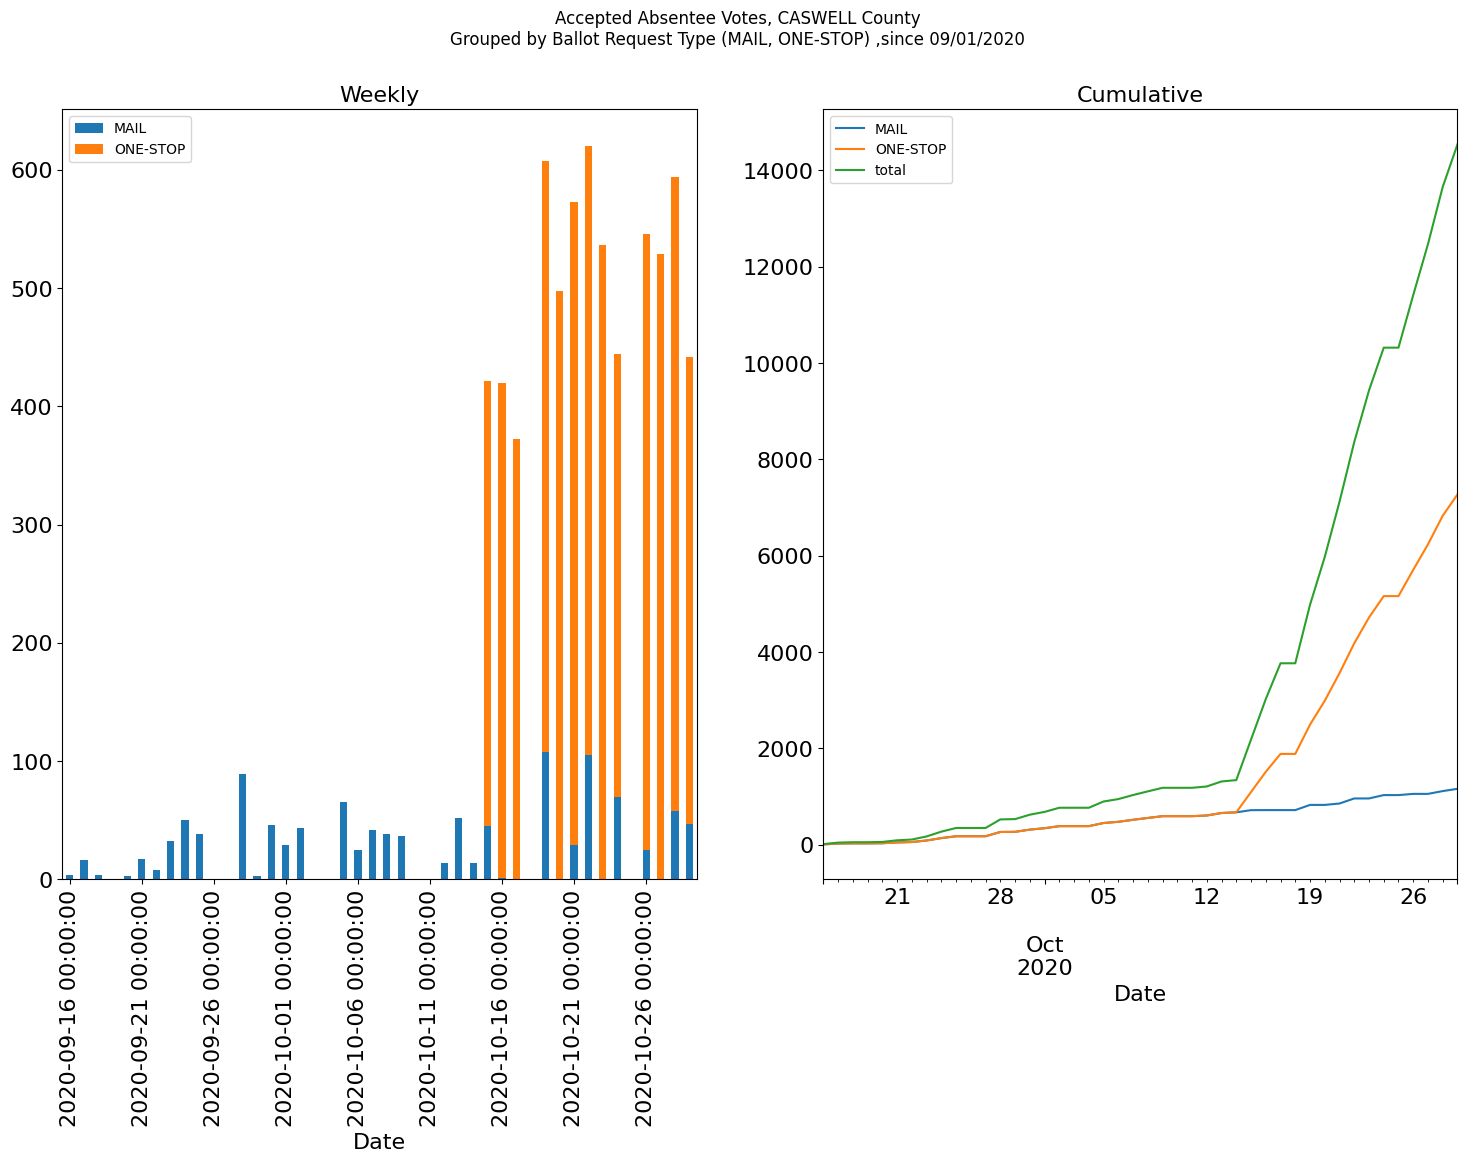 Accepted Absentee Votes, CASWELL County
Grouped by Ballot Request Type (MAIL, ONE-STOP) ,since 09/01/2020
Weekly
MAIL
ONE-STOP
600
500
400
300
200
100
0
2020-09-16 00:00:00
2020-09-21 00:00:00
2020-09-26 00:00:00
2020-10-01 00:00:00
2020-10-06 00:00:00
2020-10-11 00:00:00
2020-10-16 00:00:00
2020-10-21 00:00:00
2020-10-26 00:00:00
Date
Cumulative
MAIL
ONE-STOP
total
14000
12000
10000
8000
6000
4000
2000
0
21
28
05
12
19
26
Oct
2020
Date